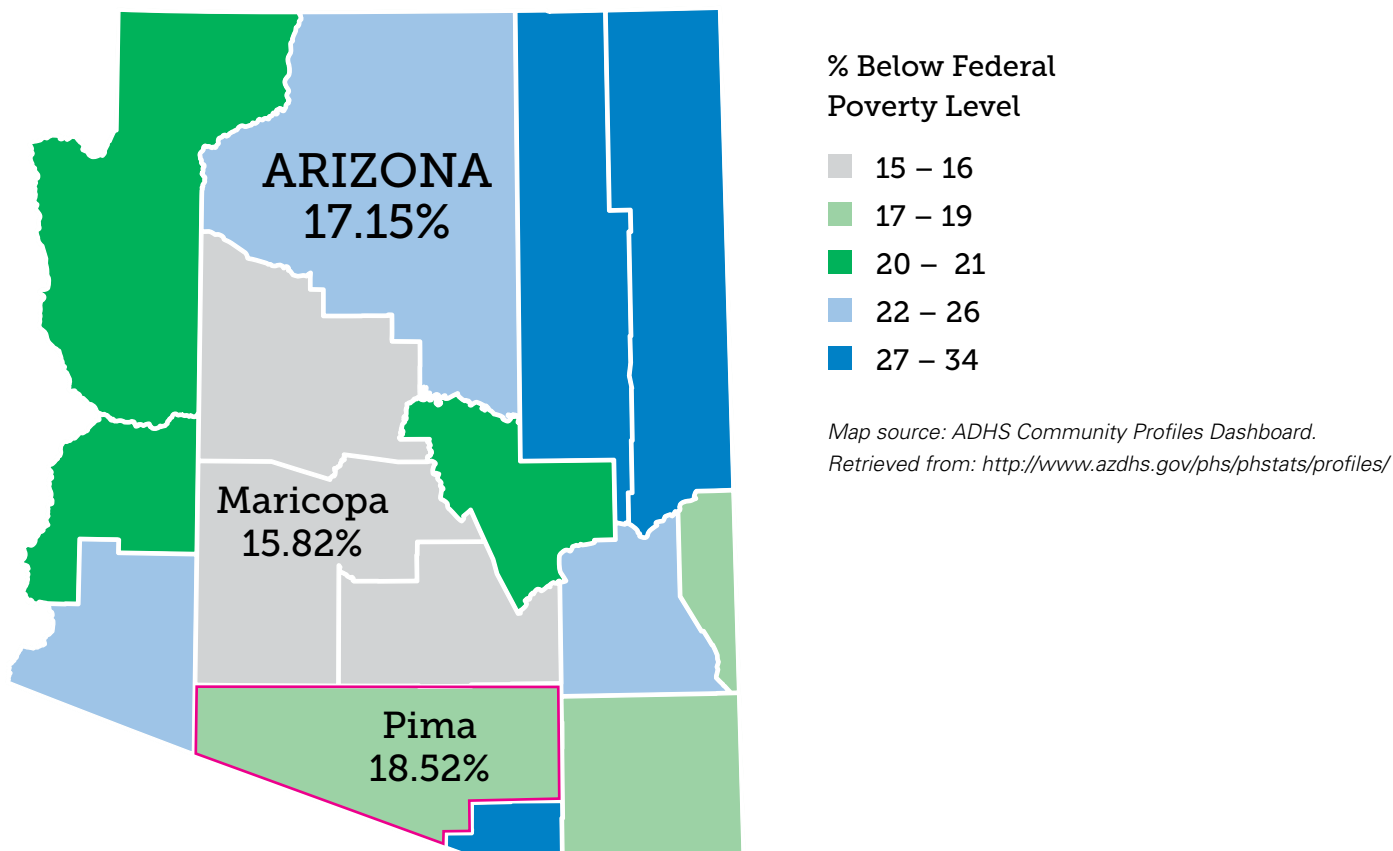 ARIZONA
17.15%
Maricopa
15.82%
Pima
18.52%
% Below Federal
Poverty Level
15 – 16
17 – 19
20 – 21
22 – 26
27 – 34
Map source: ADHS Community Profiles Dashboard.
Retrieved from: http://www.azdhs.gov/phs/phstats/profiles/